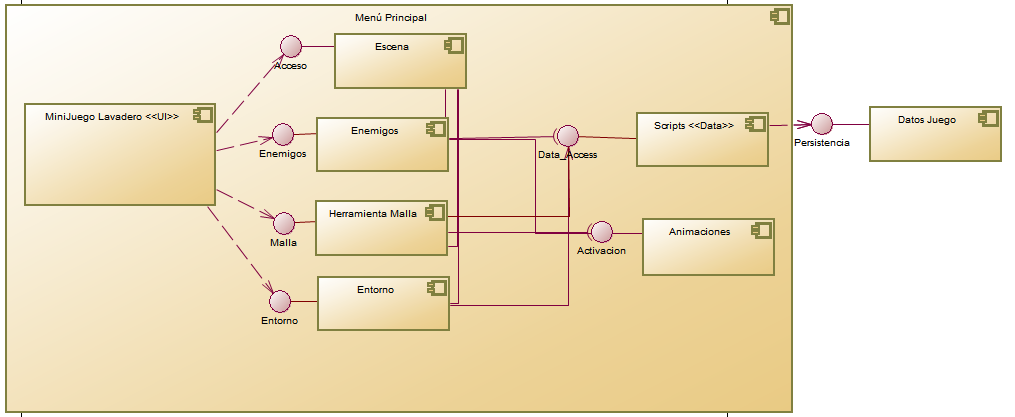 Menú Principal
Escena
Acceso
MiniJuego Lavadero <<UI>>
Enemigos
Enemigos
Data_Access
Scripts <<Data>>
Persistencia
Datos Juego
Herramienta Malla
Malla
Activacion
Animaciones
Entorno
Entorno